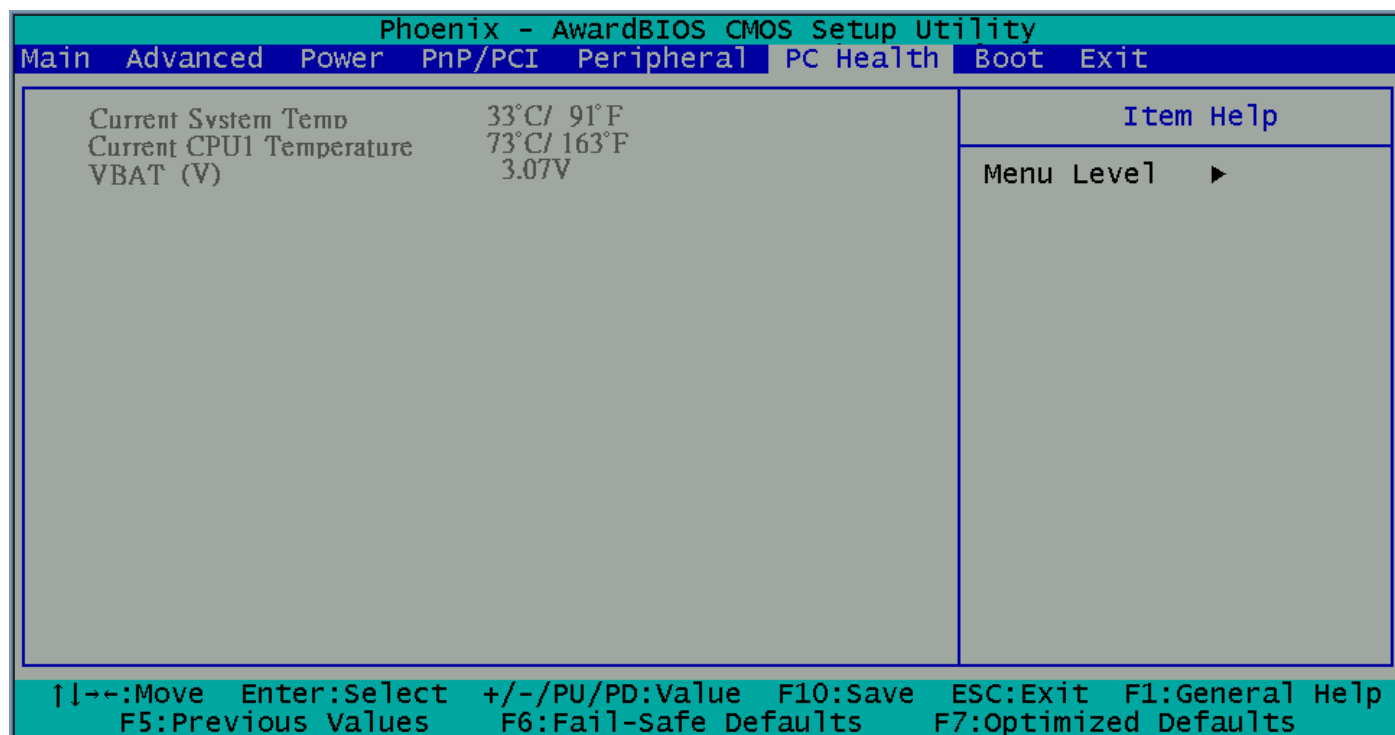 Phoenix - AwardBIOS CMOS Setup Utility
Main Advanced Power PnP/PCI Peripheral PC Health Boot Exit
Current System Temp 33°C/ 91°F
Current CPU1 Temperature 73°C/ 163°F
VBAT (V) 3.07V
Item Help
Menu Level ►
↑↓→←:Move Enter:Select +/-/PU/PD:Value F10:Save ESC:Exit F1:General Help
F5:Previous Values F6:Fail-Safe Defaults F7:Optimized Defaults